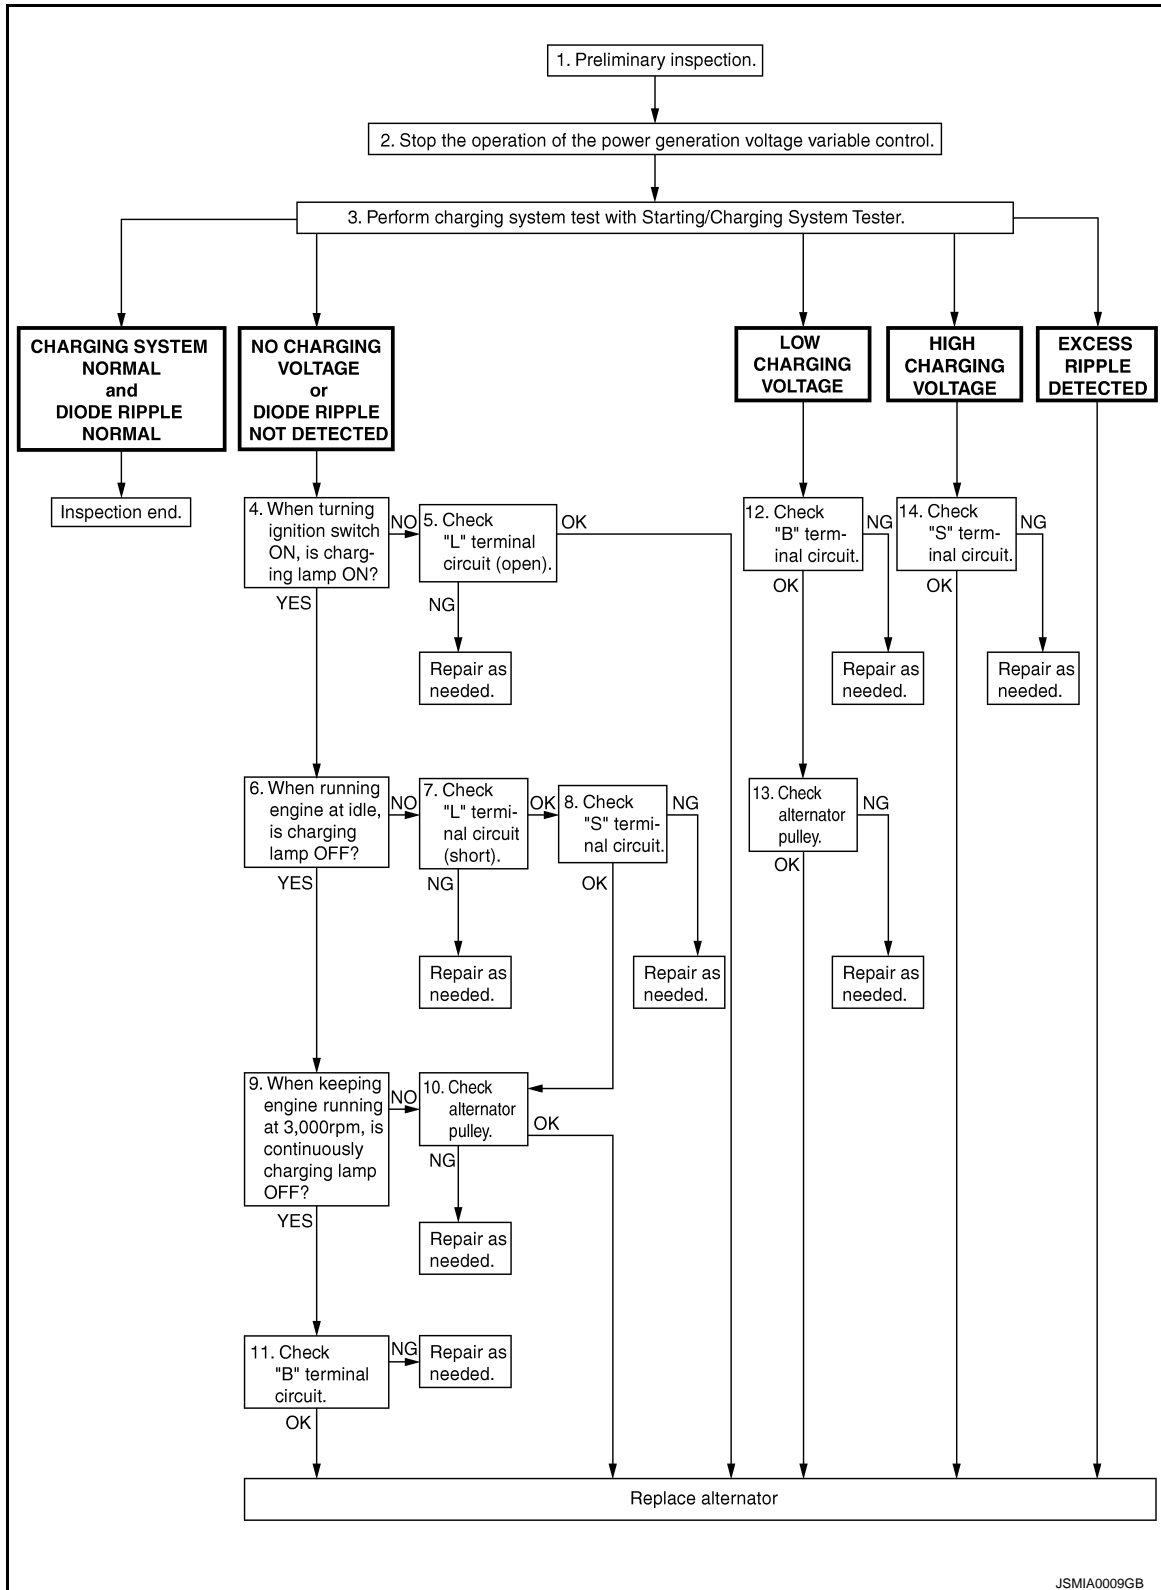 1. Preliminary inspection.
2. Stop the operation of the power generation voltage variable control.
3. Perform charging system test with Starting/Charging System Tester.
CHARGING SYSTEM
NORMAL
and
DIODE RIPPLE
NORMAL
NO CHARGING
VOLTAGE
or
DIODE RIPPLE
NOT DETECTED
LOW
CHARGING
VOLTAGE
HIGH
CHARGING
VOLTAGE
EXCESS
RIPPLE
DETECTED
Inspection end.
4. When turning
ignition switch
ON, is charg-
ing lamp ON?
NO
YES
5. Check
"L" terminal
circuit (open).
OK
NG
Repair as
needed.
12. Check
"B" term-
inal circuit.
NG
OK
Repair as
needed.
14. Check
"S" term-
inal circuit.
NG
OK
Repair as
needed.
6. When running
engine at idle,
is charging
lamp OFF?
NO
YES
7. Check
"L" termi-
nal circuit
(short).
OK
NG
Repair as
needed.
8. Check
"S" termi-
nal circuit.
NG
OK
Repair as
needed.
13. Check
alternator
pulley.
NG
OK
Repair as
needed.
9. When keeping
engine running
at 3,000rpm, is
continuously
charging lamp
OFF?
NO
YES
10. Check
alternator
pulley.
OK
NG
Repair as
needed.
11. Check
"B" terminal
circuit.
NG
OK
Repair as
needed.
Replace alternator
JSMIA0009GB